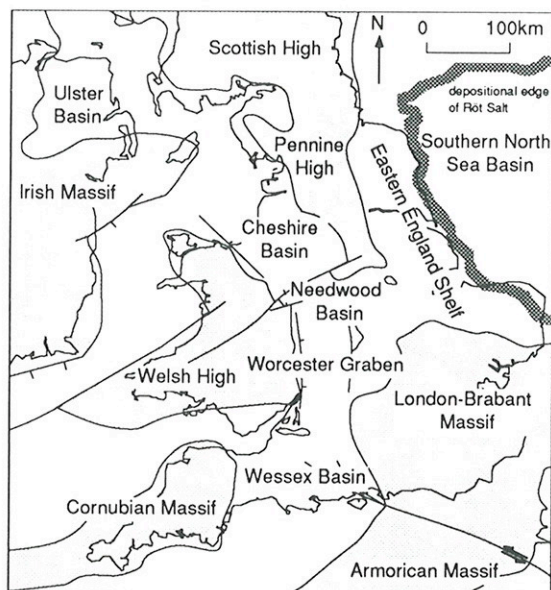 Scottish High
N
0
100km
depositional edge
of Röt Salt
Ulster
Basin
Southern North
Sea Basin
Pennine
High
Eastern England Shelf
Irish Massif
Cheshire
Basin
Needwood
Basin
Welsh High
Worcester Graben
London-Brabant
Massif
Wessex Basin
Cornubian Massif
Armorican Massif